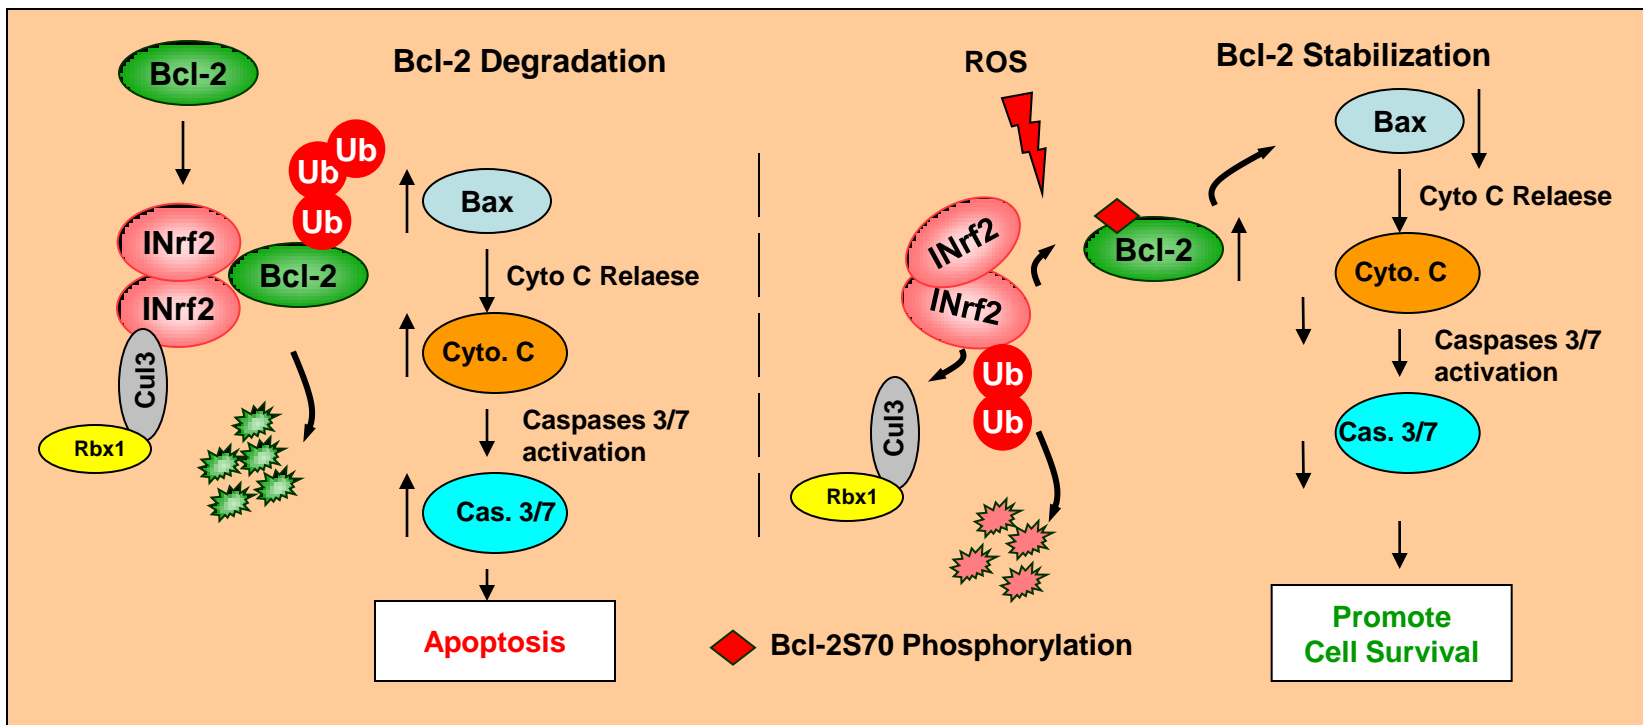 Bcl-2 Degradation
Bcl-2
Ub
Ub
Ub
INrf2
INrf2
Bcl-2
Cul3
Rbx1
Bax
Cyto C Relaese
Cyto. C
Caspases 3/7
activation
Cas. 3/7
Apoptosis
ROS
Bcl-2 Stabilization
INrf2
INrf2
Bcl-2
Ub
Ub
Cul3
Rbx1
Bax
Cyto C Relaese
Cyto. C
Caspases 3/7
activation
Cas. 3/7
Promote
Cell Survival
Bcl-2S70 Phosphorylation